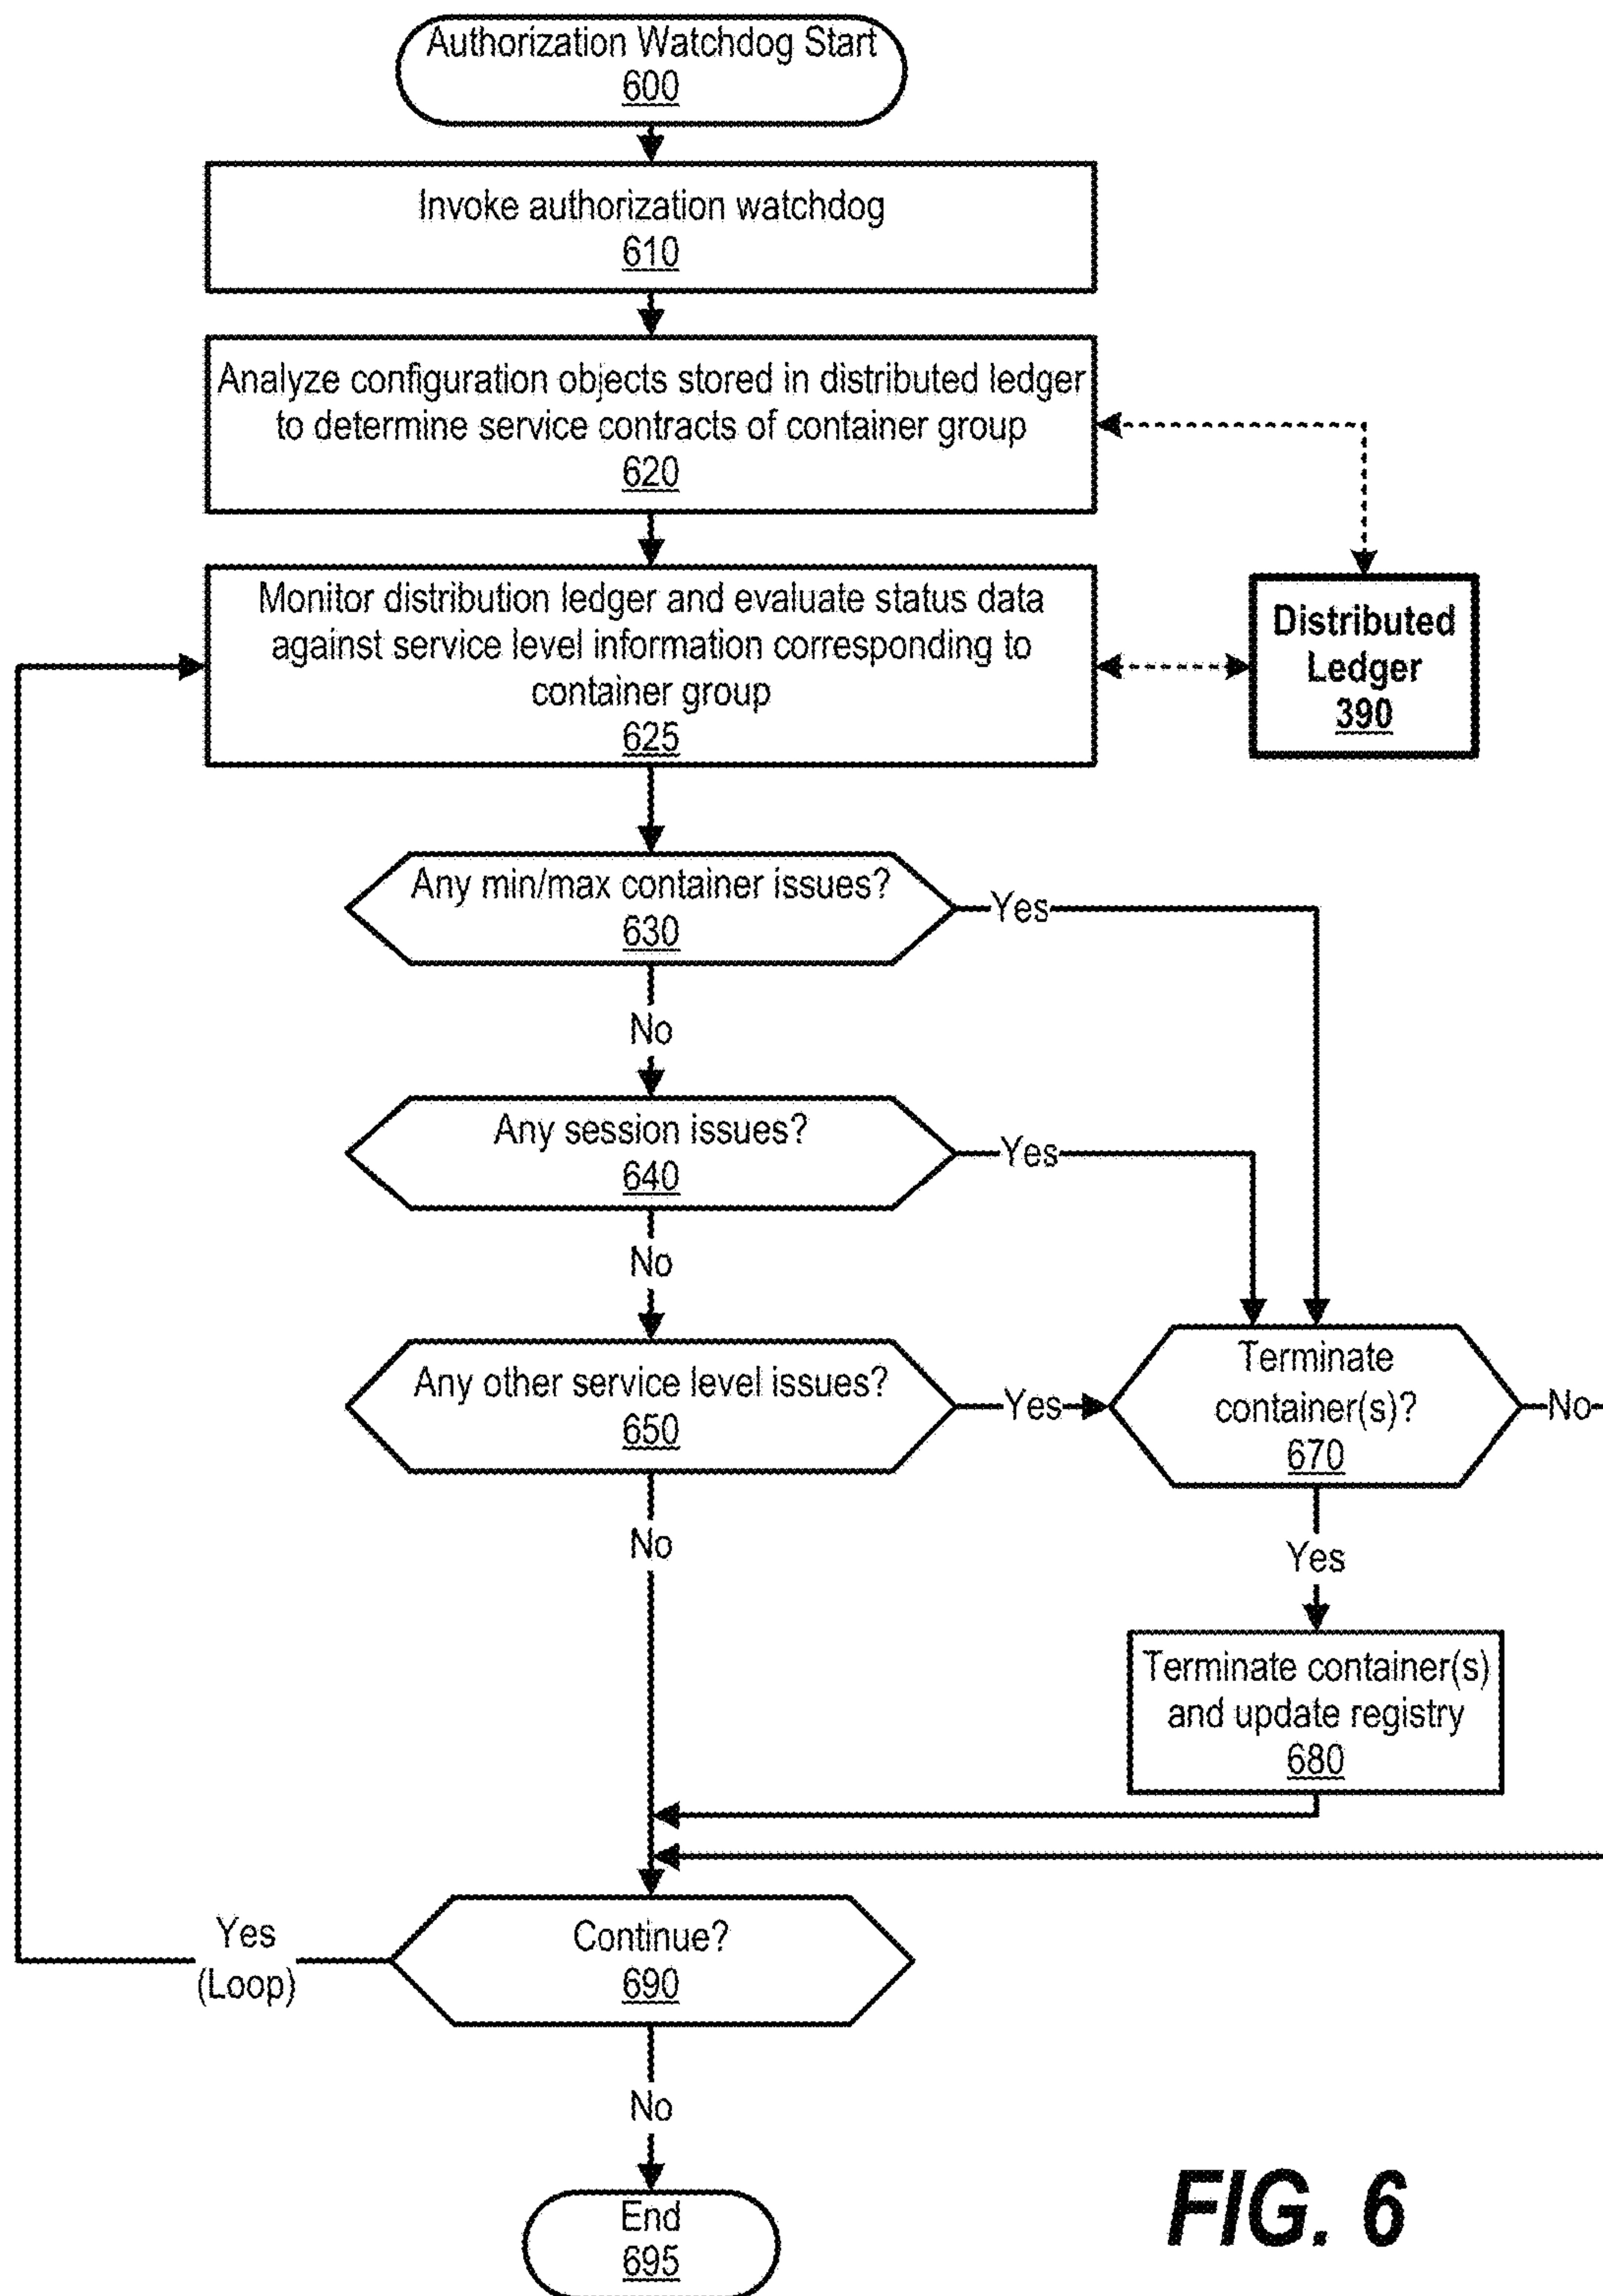 Authorization Watchdog Start
600
Invoke authorization watchdog
610
Analyze configuration objects stored in distributed ledger
to determine service contracts of container group
620
Monitor distribution ledger and evaluate status data
against service level information corresponding to
container group
625
Distributed
Ledger
390
Any min/max container issues?
630
Yes
No
Any session issues?
640
Yes
No
Any other service level issues?
650
Yes
Terminate
container(s)?
670
No
No
Yes
Terminate container(s)
and update registry
680
Continue?
690
Yes
(Loop)
No
End
695
FIG. 6